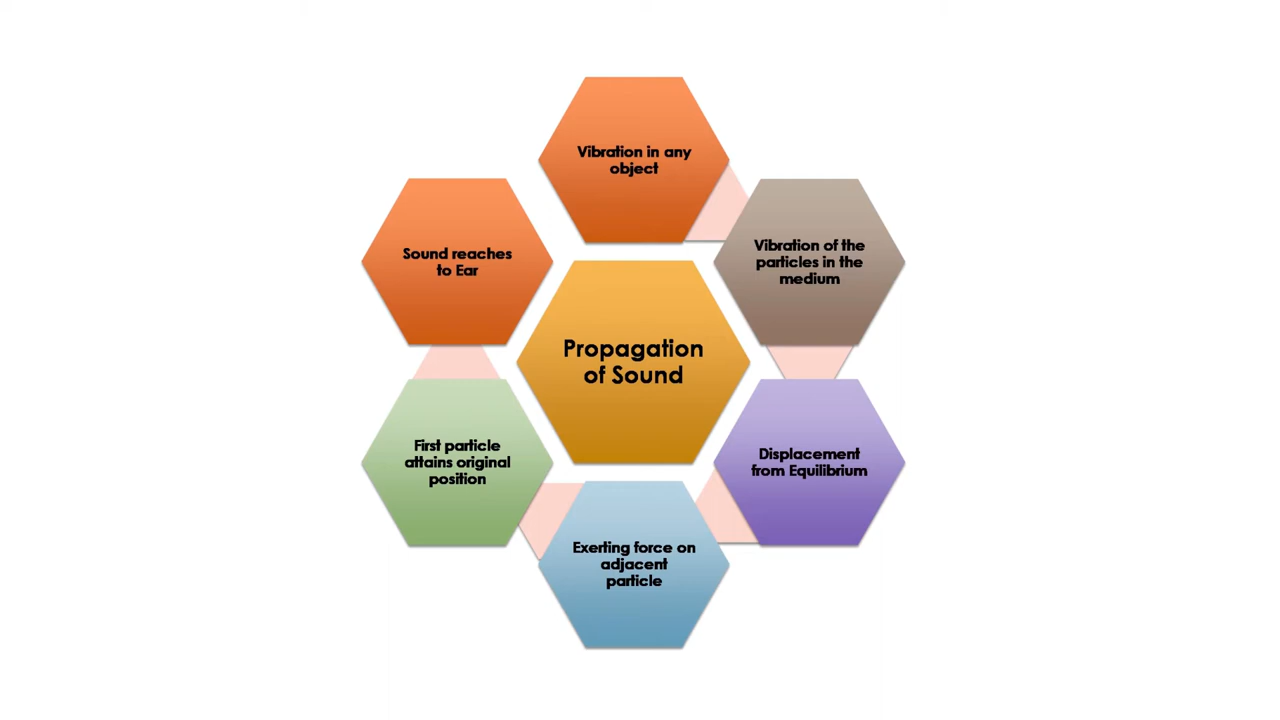 Vibration in any
object
Vibration of the
particles in the
medium
Displacement
from Equilibrium
Exerting force on
adjacent
particle
First particle
attains original
position
Sound reaches
to Ear
Propagation
of Sound